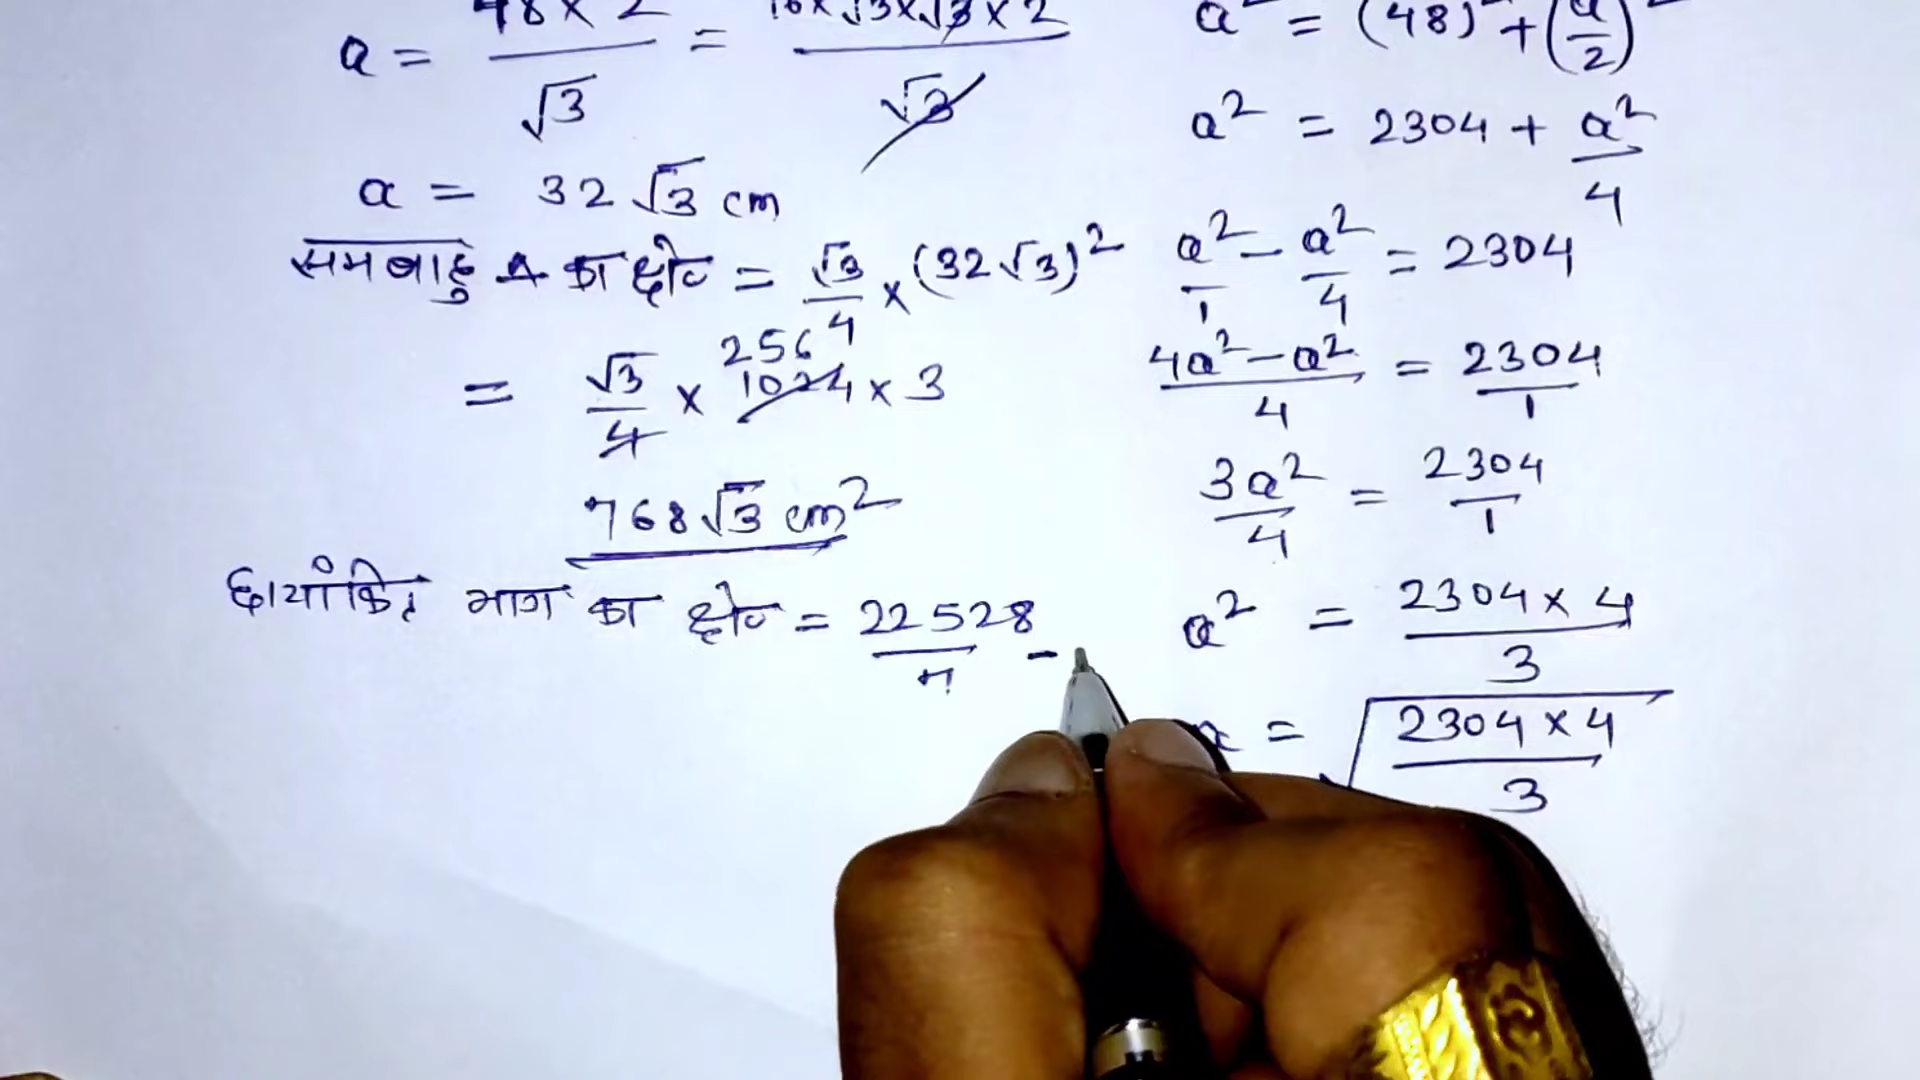 a = 48 × 2 / √3 = 16×√3×√3×2 / √3
a = 32√3 cm
समबाहु △ का क्षे० = √3/4 × (32√3)²
= √3/4 × 1024 × 3
256
768√3 cm²
छायांकित भाग का क्षे० = 22528/7 -
a² = (48)² + (a/2)²
a² = 2304 + a²/4
a²/1 - a²/4 = 2304
4a² - a² / 4 = 2304/1
3a²/4 = 2304/1
a² = 2304 × 4 / 3
a = √(2304 × 4 / 3)